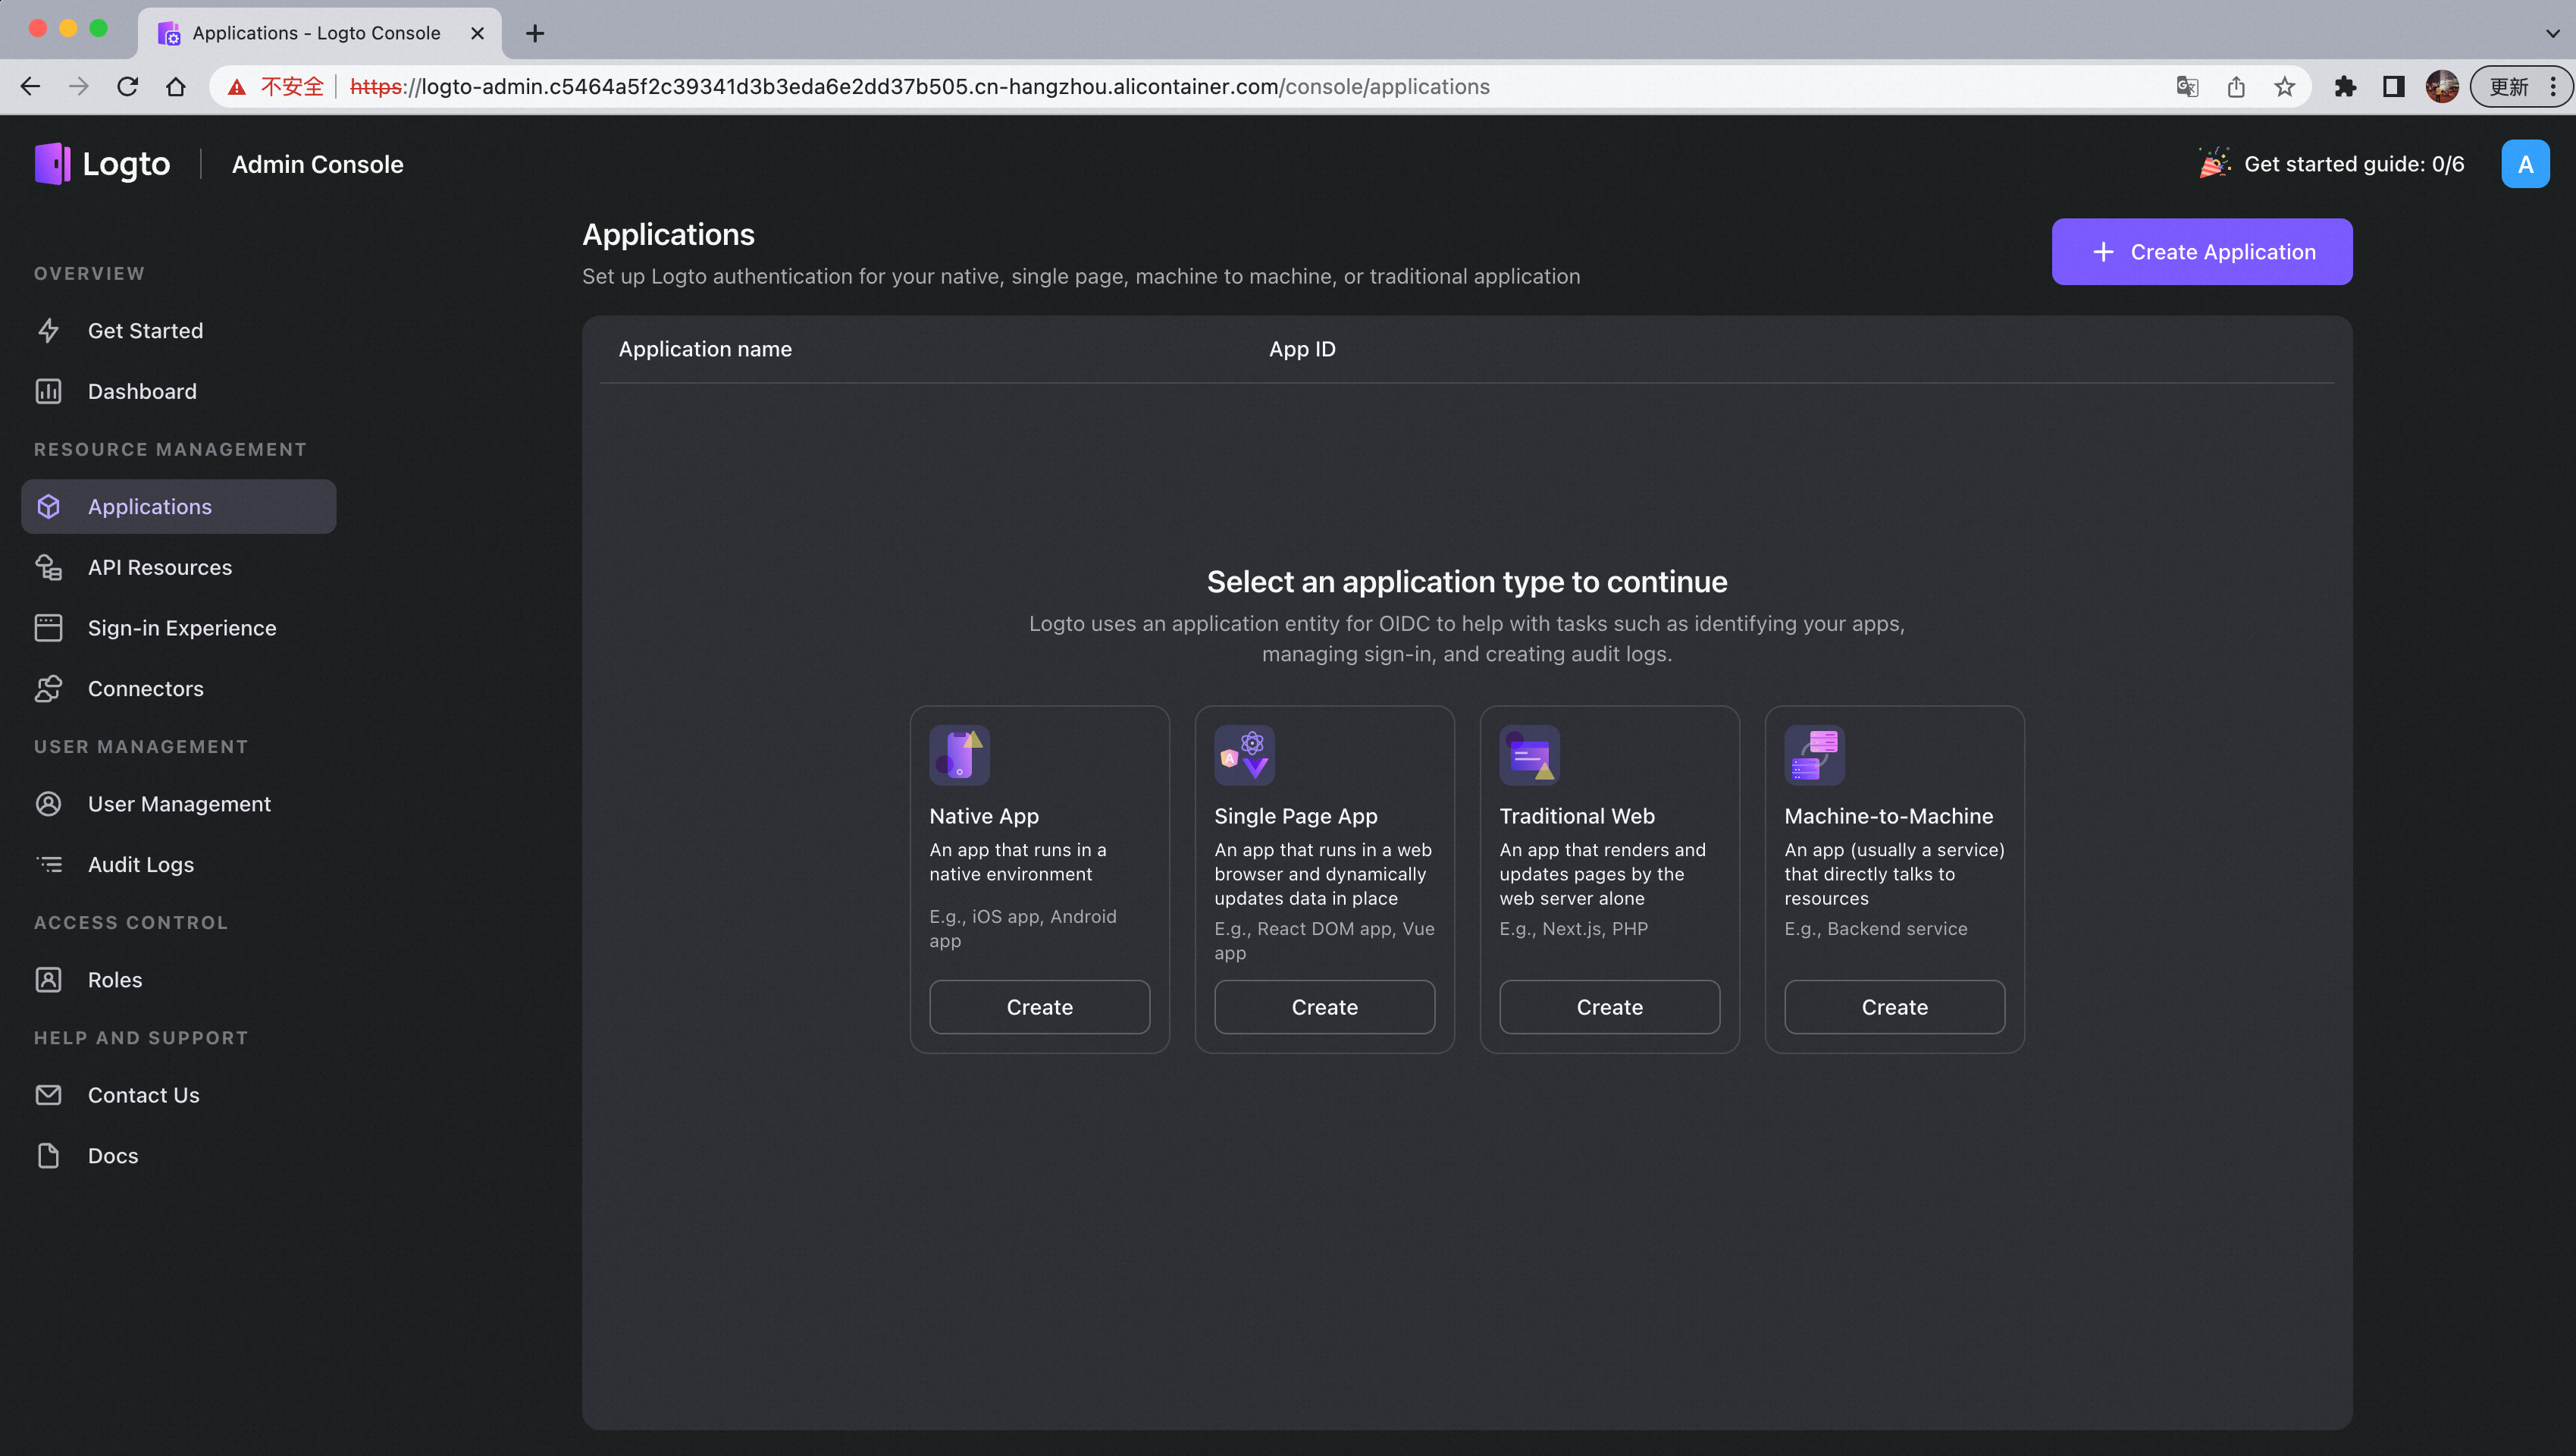 Applications - Logto Console
不安全
https://logto-admin.c5464a5f2c39341d3b3eda6e2dd37b505.cn-hangzhou.alicontainer.com/console/applications
更新
Logto
Admin Console
Get started guide: 0/6
A
OVERVIEW
Get Started
Dashboard
RESOURCE MANAGEMENT
Applications
API Resources
Sign-in Experience
Connectors
USER MANAGEMENT
User Management
Audit Logs
ACCESS CONTROL
Roles
HELP AND SUPPORT
Contact Us
Docs
Applications
Set up Logto authentication for your native, single page, machine to machine, or traditional application
Create Application
Application name
App ID
Select an application type to continue
Logto uses an application entity for OIDC to help with tasks such as identifying your apps,
managing sign-in, and creating audit logs.
Native App
An app that runs in a
native environment
E.g., iOS app, Android
app
Create
A
Single Page App
An app that runs in a web
browser and dynamically
updates data in place
E.g., React DOM app, Vue
app
Create
Traditional Web
An app that renders and
updates pages by the
web server alone
E.g., Next.js, PHP
Create
Machine-to-Machine
An app (usually a service)
that directly talks to
resources
E.g., Backend service
Create